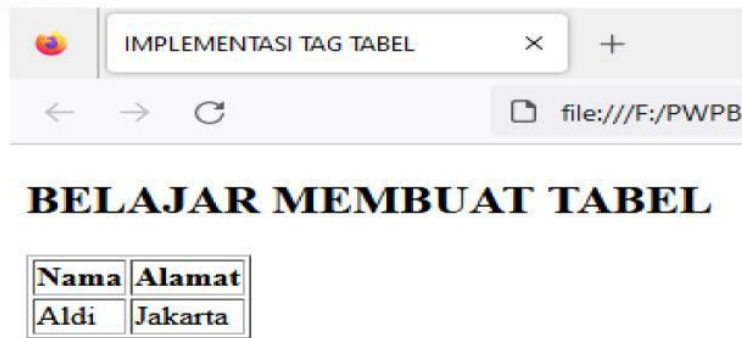 IMPLEMENTASI TAG TABEL
file:///F:/PWPB
BELAJAR MEMBUAT TABEL
Nama Alamat
Aldi Jakarta